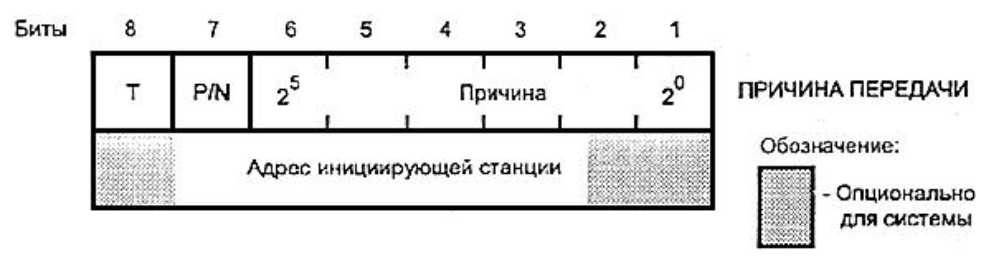 Биты 8 7 6 5 4 3 2 1
T P/N 2⁵ Причина 2⁰ ПРИЧИНА ПЕРЕДАЧИ
Адрес инициирующей станции
Обозначение:
- Опционально
для системы